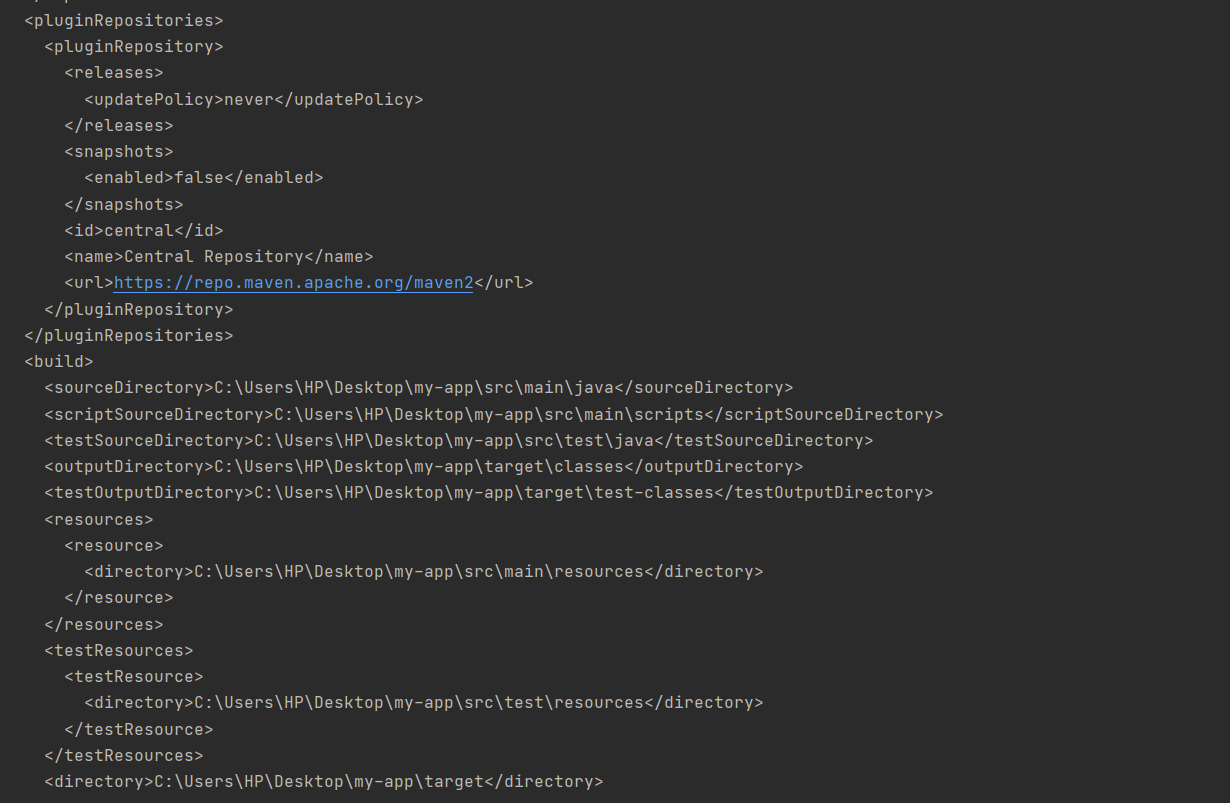 <pluginRepositories>
<pluginRepository>
<releases>
<updatePolicy>never</updatePolicy>
</releases>
<snapshots>
<enabled>false</enabled>
</snapshots>
<id>central</id>
<name>Central Repository</name>
<url>https://repo.maven.apache.org/maven2</url>
</pluginRepository>
</pluginRepositories>
<build>
<sourceDirectory>C:\Users\HP\Desktop\my-app\src\main\java</sourceDirectory>
<scriptSourceDirectory>C:\Users\HP\Desktop\my-app\src\main\scripts</scriptSourceDirectory>
<testSourceDirectory>C:\Users\HP\Desktop\my-app\src\test\java</testSourceDirectory>
<outputDirectory>C:\Users\HP\Desktop\my-app\target\classes</outputDirectory>
<testOutputDirectory>C:\Users\HP\Desktop\my-app\target\test-classes</testOutputDirectory>
<resources>
<resource>
<directory>C:\Users\HP\Desktop\my-app\src\main\resources</directory>
</resource>
</resources>
<testResources>
<testResource>
<directory>C:\Users\HP\Desktop\my-app\src\test\resources</directory>
</testResource>
</testResources>
<directory>C:\Users\HP\Desktop\my-app\target</directory>